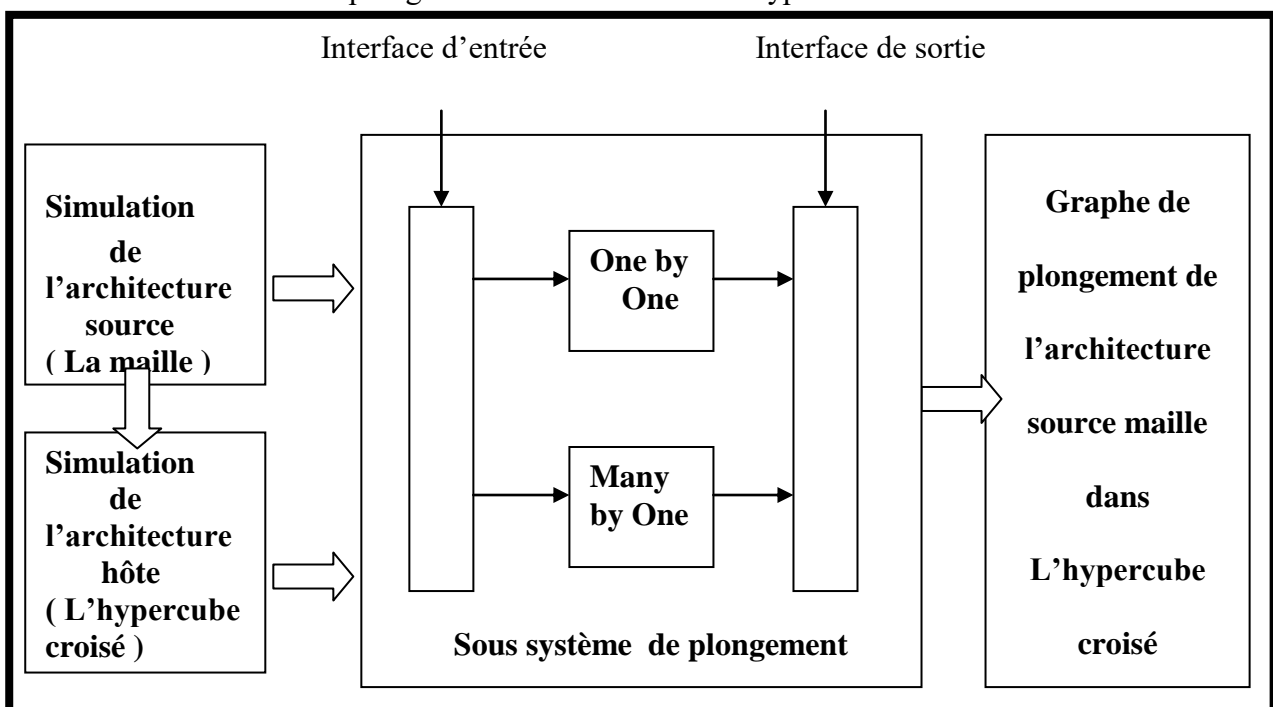 Interface d’entrée
Interface de sortie
Simulation
de
l’architecture
source
( La maille )
Simulation
de
l’architecture
hôte
( L’hypercube
croisé )
One by
One
Many
by One
Sous système de plongement
Graphe de
plongement de
l’architecture
source maille
dans
L’hypercube
croisé